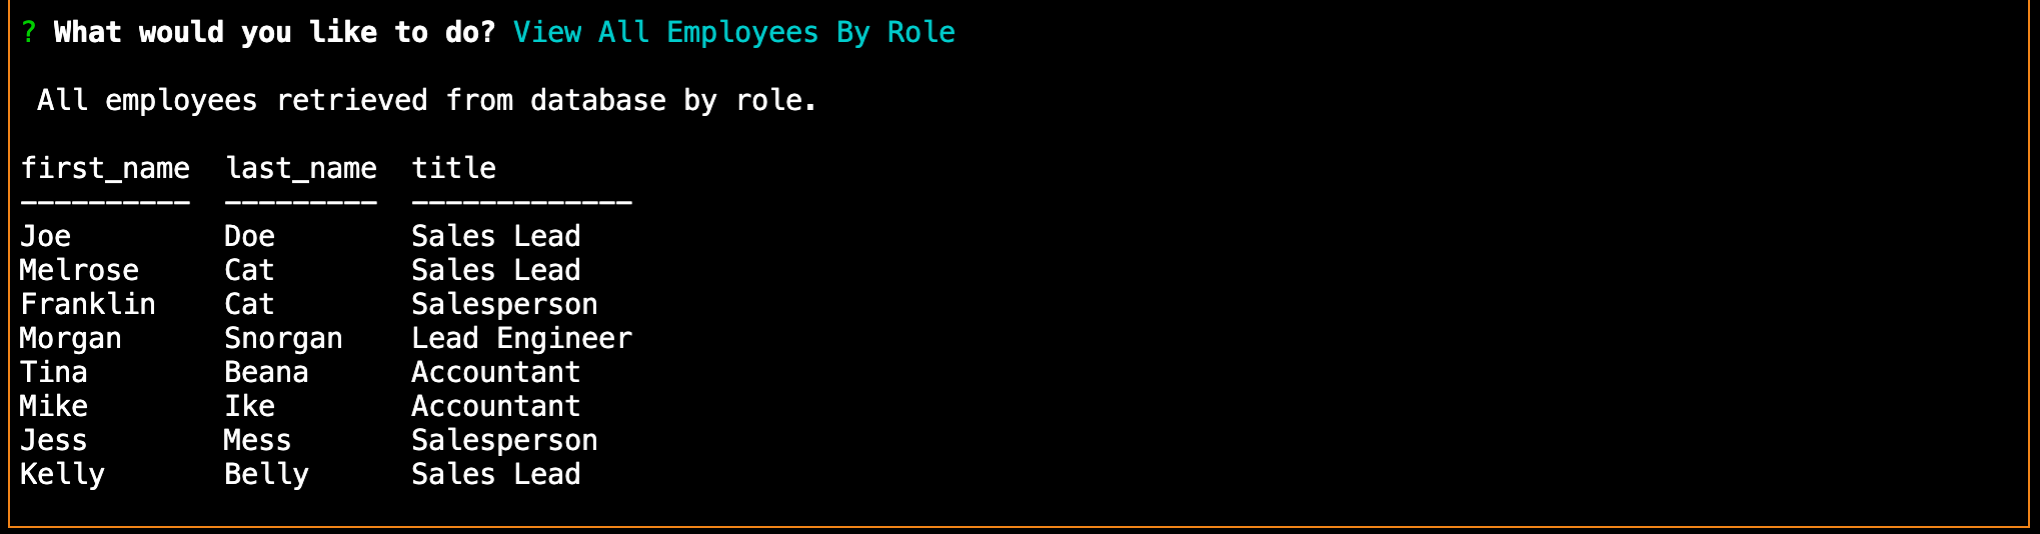 ? What would you like to do? View All Employees By Role
All employees retrieved from database by role.
first_name  last_name  title
----------  ---------  -------------
Joe         Doe        Sales Lead
Melrose     Cat        Sales Lead
Franklin    Cat        Salesperson
Morgan      Snorgan    Lead Engineer
Tina        Beana      Accountant
Mike        Ike        Accountant
Jess        Mess       Salesperson
Kelly       Belly      Sales Lead